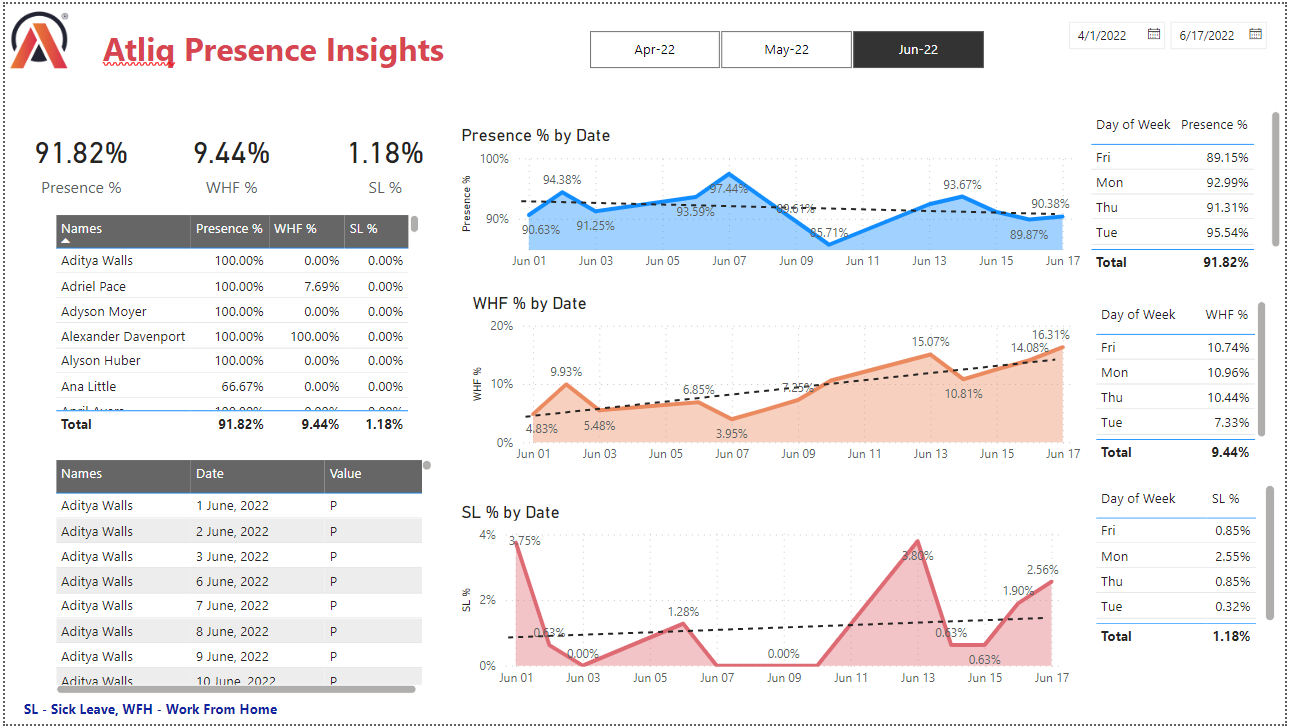 Atliq Presence Insights
Apr-22 May-22 Jun-22
4/1/2022 6/17/2022
91.82% 9.44% 1.18%
Presence % WHF % SL %
Names Presence % WHF % SL %
Aditya Walls 100.00% 0.00% 0.00%
Adriel Pace 100.00% 7.69% 0.00%
Adyson Moyer 100.00% 0.00% 0.00%
Alexander Davenport 100.00% 100.00% 0.00%
Alyson Huber 100.00% 0.00% 0.00%
Ana Little 66.67% 0.00% 0.00%
Total 91.82% 9.44% 1.18%
Names Date Value
Aditya Walls 1 June, 2022 P
Aditya Walls 2 June, 2022 P
Aditya Walls 3 June, 2022 P
Aditya Walls 6 June, 2022 P
Aditya Walls 7 June, 2022 P
Aditya Walls 8 June, 2022 P
Aditya Walls 9 June, 2022 P
Aditya Walls 10 June, 2022 P
SL - Sick Leave, WFH - Work From Home
Presence % by Date
Presence %
100%
90%
90.63% 94.38% 91.25% 93.59% 97.44% 89.61% 85.71% 93.67% 89.87% 90.38%
Jun 01 Jun 03 Jun 05 Jun 07 Jun 09 Jun 11 Jun 13 Jun 15 Jun 17
WHF % by Date
WHF %
20%
10%
0%
4.83% 9.93% 5.48% 6.85% 3.95% 7.25% 15.07% 10.81% 14.08% 16.31%
Jun 01 Jun 03 Jun 05 Jun 07 Jun 09 Jun 11 Jun 13 Jun 15 Jun 17
SL % by Date
SL %
4%
2%
0%
3.75% 0.63% 0.00% 1.28% 0.00% 3.80% 0.63% 0.63% 1.90% 2.56%
Jun 01 Jun 03 Jun 05 Jun 07 Jun 09 Jun 11 Jun 13 Jun 15 Jun 17
Day of Week Presence %
Fri 89.15%
Mon 92.99%
Thu 91.31%
Tue 95.54%
Total 91.82%
Day of Week WHF %
Fri 10.74%
Mon 10.96%
Thu 10.44%
Tue 7.33%
Total 9.44%
Day of Week SL %
Fri 0.85%
Mon 2.55%
Thu 0.85%
Tue 0.32%
Total 1.18%